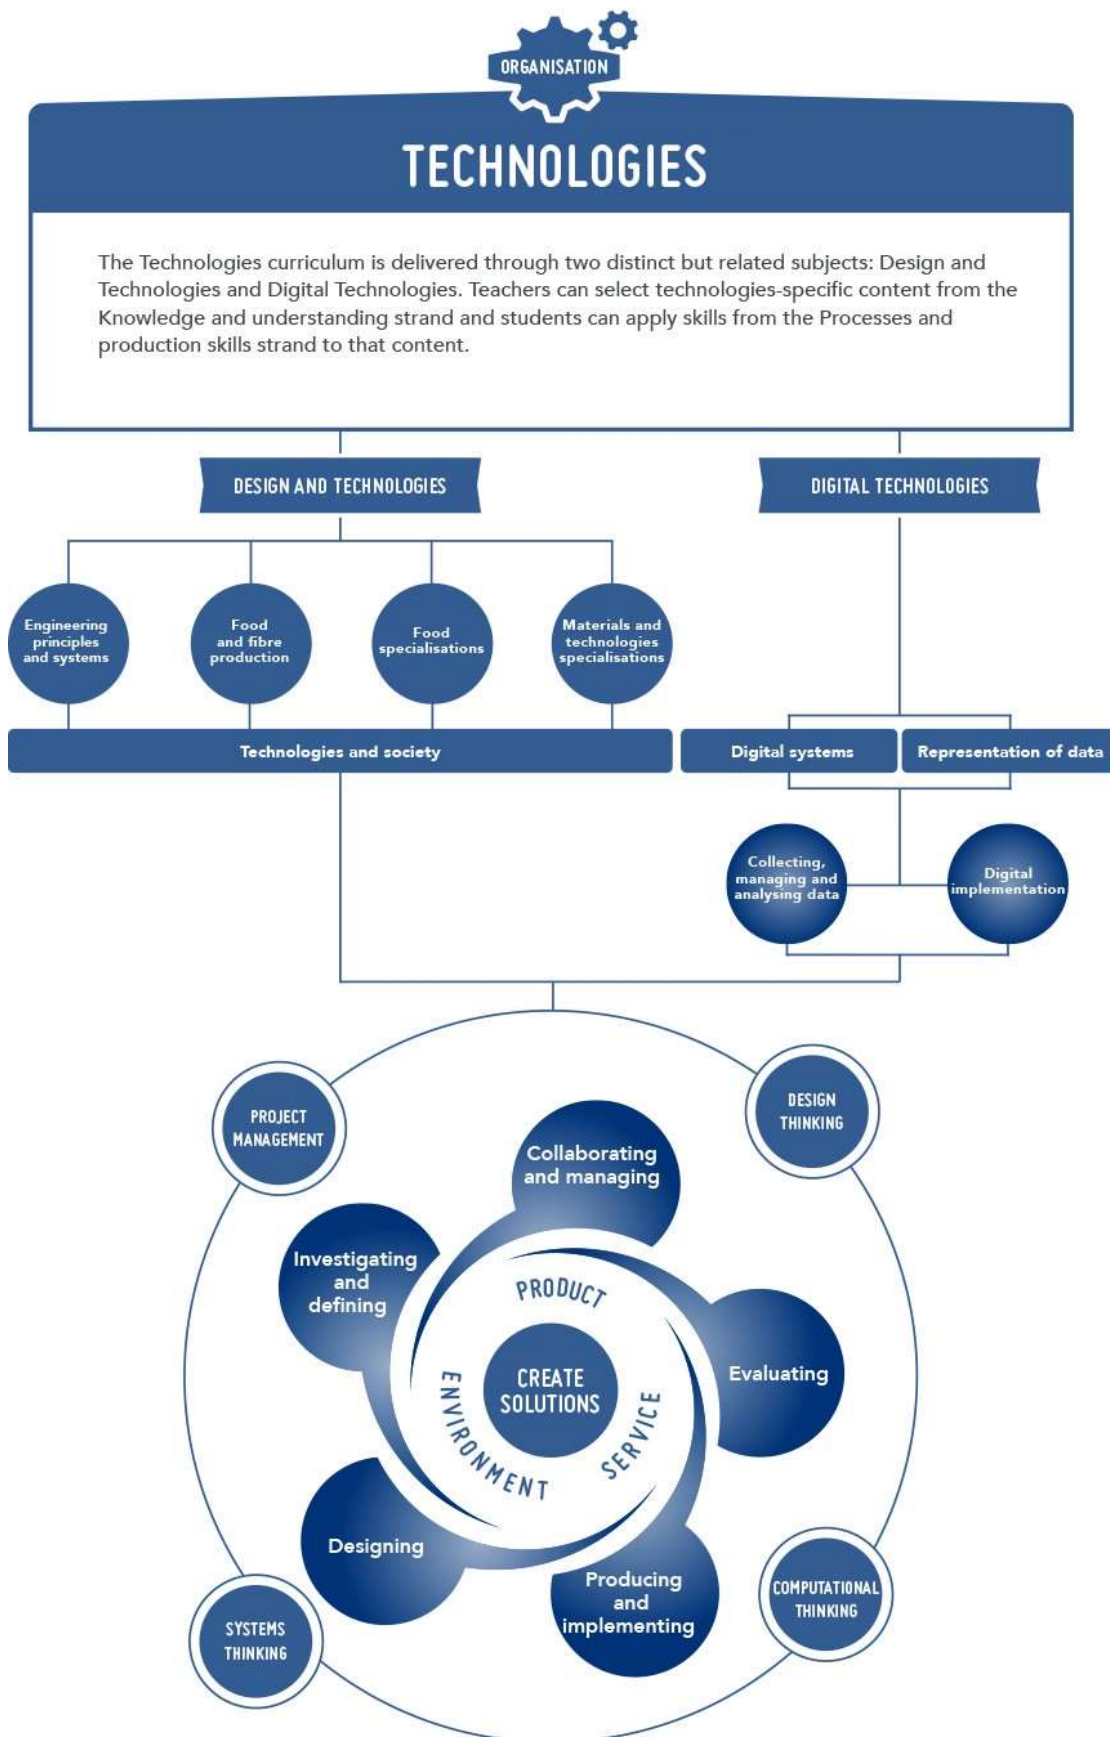 ORGANISATION
TECHNOLOGIES
The Technologies curriculum is delivered through two distinct but related subjects: Design and
Technologies and Digital Technologies. Teachers can select technologies-specific content from the
Knowledge and understanding strand and students can apply skills from the Processes and
production skills strand to that content.
DESIGN AND TECHNOLOGIES
DIGITAL TECHNOLOGIES
Engineering
principles
and systems
Food
and fibre
production
Food
specialisations
Materials and
technologies
specialisations
Technologies and society
Digital systems
Representation of data
Collecting,
managing and
analysing data
Digital
implementation
PROJECT
MANAGEMENT
DESIGN
THINKING
Collaborating
and managing
Investigating
and
defining
PRODUCT
CREATE
SOLUTIONS
ENVIRONMENT
SERVICE
Evaluating
Designing
Producing
and
implementing
COMPUTATIONAL
THINKING
SYSTEMS
THINKING